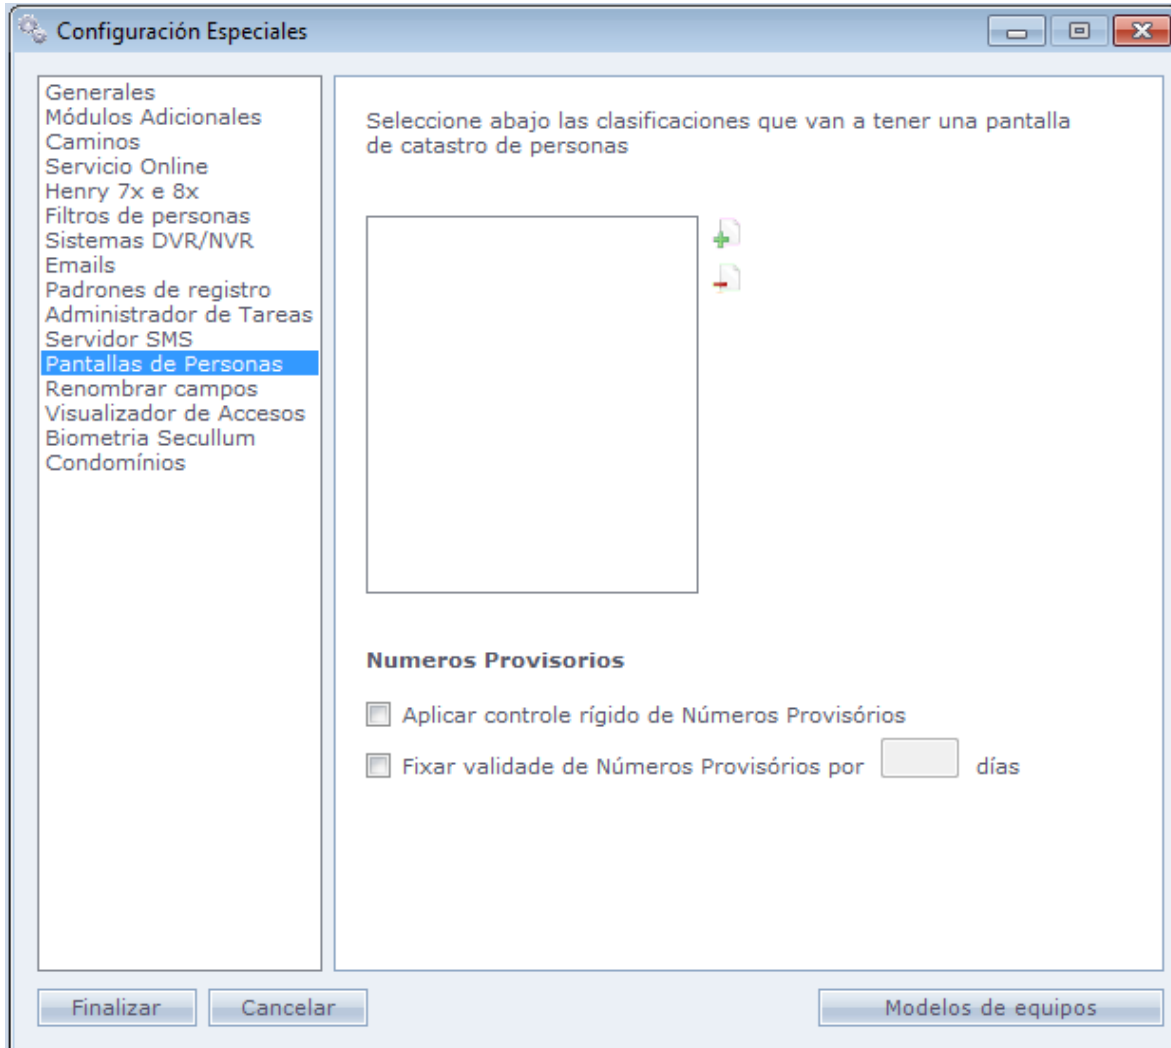 Configuración Especiales
Generales
Módulos Adicionales
Caminos
Servicio Online
Henry 7x e 8x
Filtros de personas
Sistemas DVR/NVR
Emails
Padrones de registro
Administrador de Tareas
Servidor SMS
Pantallas de Personas
Renombrar campos
Visualizador de Accesos
Biometria Secullum
Condomínios
Seleccione abajo las clasificaciones que van a tener una pantalla
de catastro de personas
Numeros Provisorios
Aplicar controle rígido de Números Provisórios
Fixar validade de Números Provisórios por días
Finalizar
Cancelar
Modelos de equipos